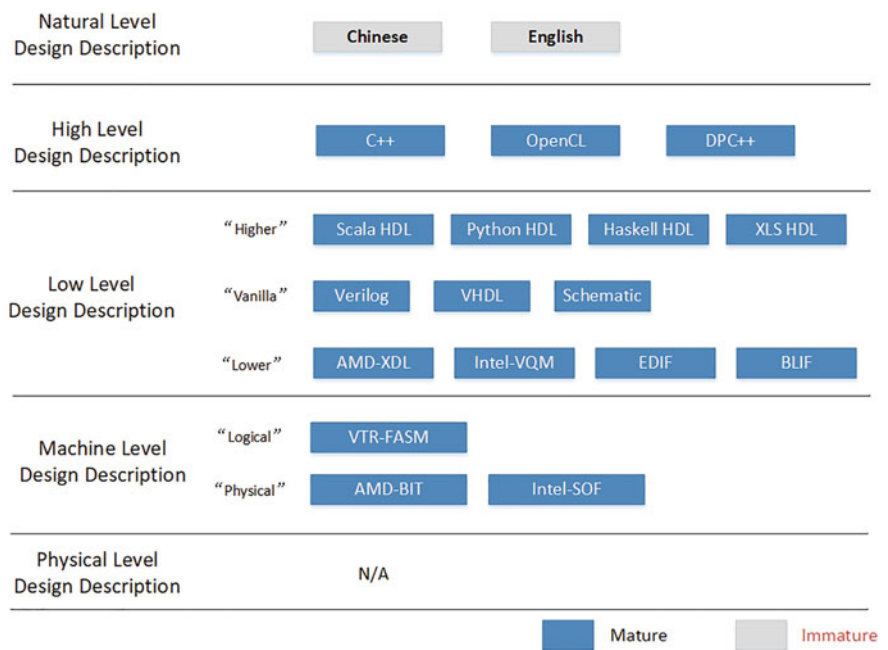 Natural Level
Design Description
Chinese English
High Level
Design Description
C++ OpenCL DPC++
“Higher” Scala HDL Python HDL Haskell HDL XLS HDL
Low Level
Design Description
“Vanilla” Verilog VHDL Schematic
“Lower” AMD-XDL Intel-VQM EDIF BLIF
Machine Level
Design Description
“Logical” VTR-FASM
“Physical” AMD-BIT Intel-SOF
Physical Level
Design Description
N/A
Mature Immature